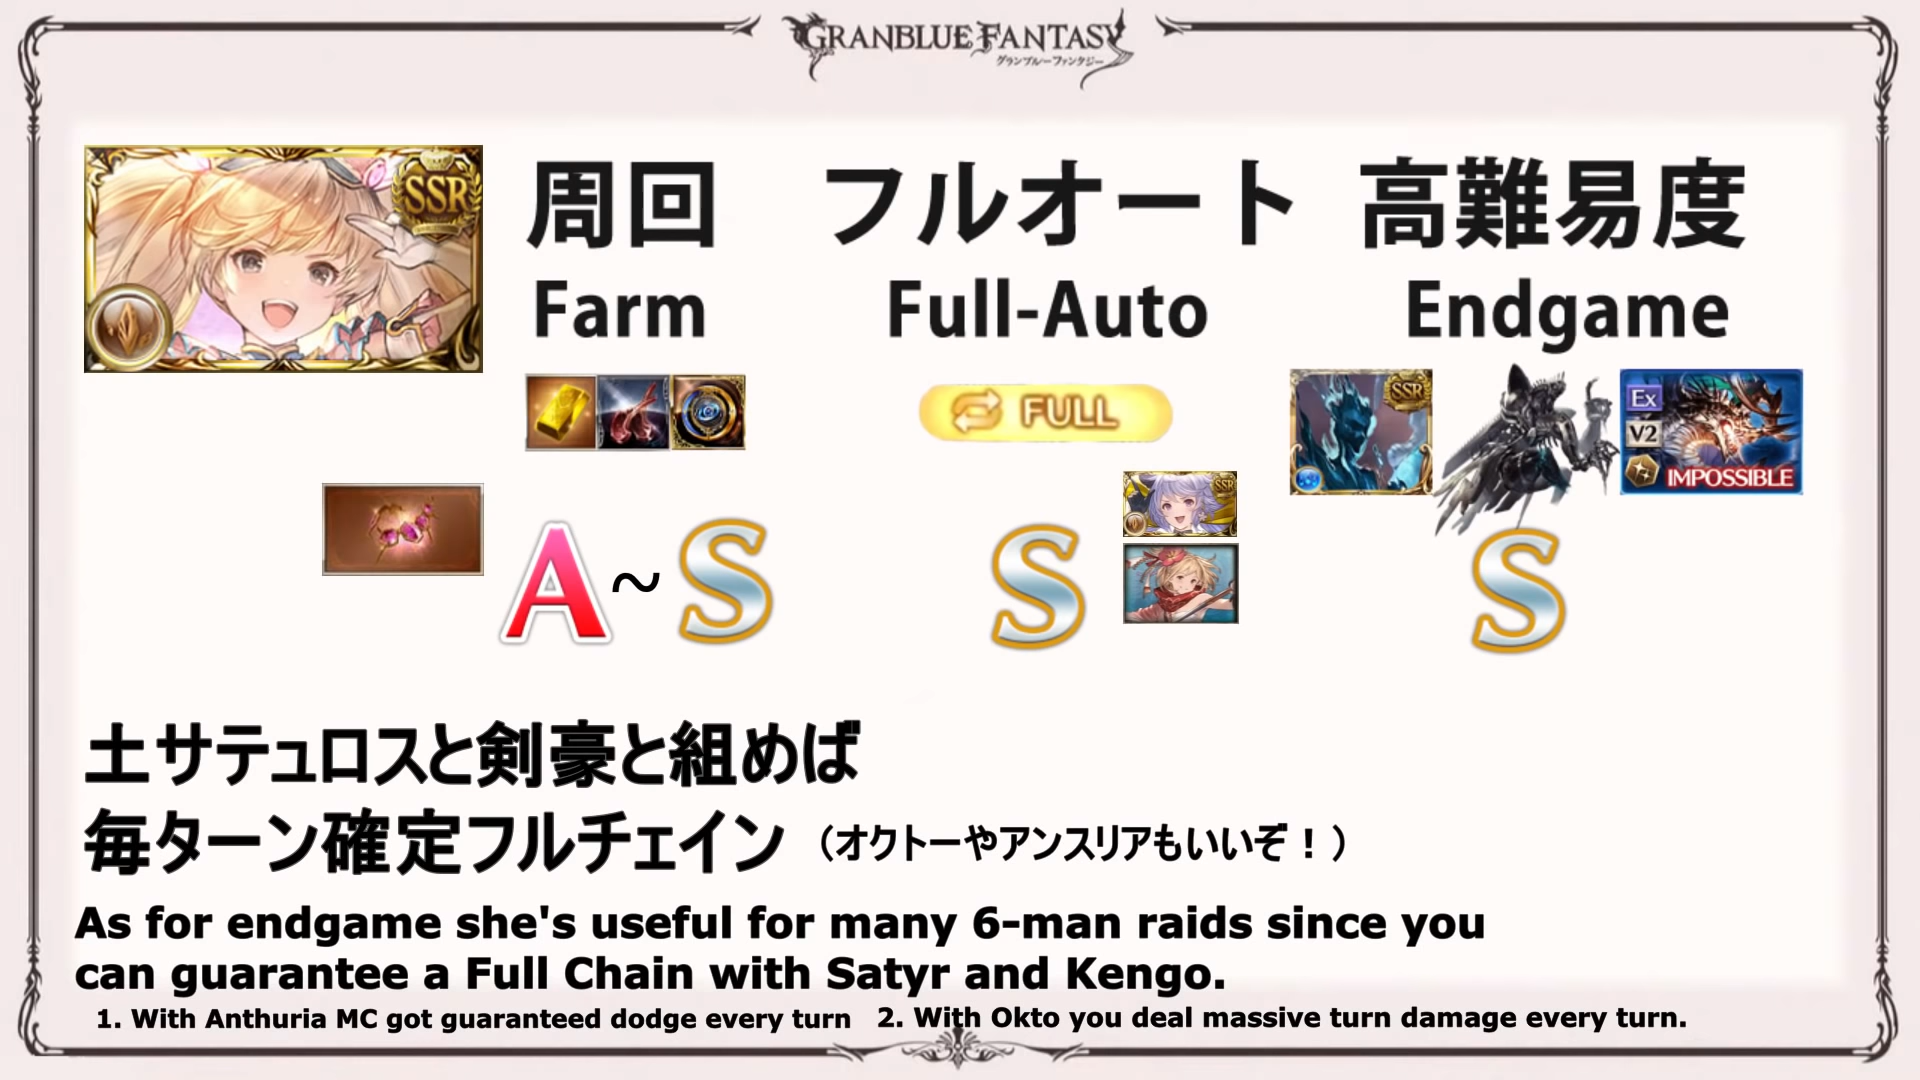 GRANBLUE FANTASY
グランブルーファンタジー
SSR
周回 フルオート 高難易度
Farm Full-Auto Endgame
FULL
SSR
Ex
V2
IMPOSSIBLE
SSR
A~S S S
土サテュロスと剣豪と組めば
毎ターン確定フルチェイン（オクトーやアンスリアもいいぞ！）
As for endgame she's useful for many 6-man raids since you
can guarantee a Full Chain with Satyr and Kengo.
1. With Anthuria MC got guaranteed dodge every turn 2. With Okto you deal massive turn damage every turn.